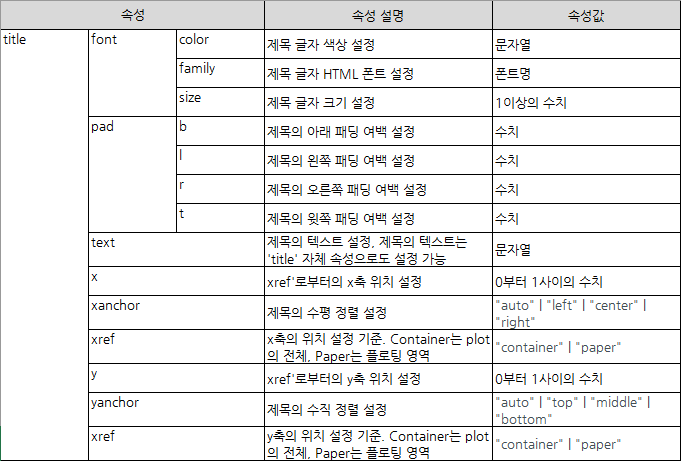 속성 속성 설명 속성값
title font color 제목 글자 색상 설정 문자열
family 제목 글자 HTML 폰트 설정 폰트명
size 제목 글자 크기 설정 1이상의 수치
pad b 제목의 아래 패딩 여백 설정 수치
l 제목의 왼쪽 패딩 여백 설정 수치
r 제목의 오른쪽 패딩 여백 설정 수치
t 제목의 윗쪽 패딩 여백 설정 수치
text 제목의 텍스트 설정, 제목의 텍스트는
'title' 자체 속성으로도 설정 가능 문자열
x xref'로부터의 x축 위치 설정 0부터 1사이의 수치
xanchor 제목의 수평 정렬 설정 "auto" | "left" | "center" |
"right"
xref x축의 위치 설정 기준. Container는 plot
의 전체, Paper는 플로팅 영역 "container" | "paper"
y xref'로부터의 y축 위치 설정 0부터 1사이의 수치
yanchor 제목의 수직 정렬 설정 "auto" | "top" | "middle" |
"bottom"
xref y축의 위치 설정 기준. Container는 plot
의 전체, Paper는 플로팅 영역 "container" | "paper"